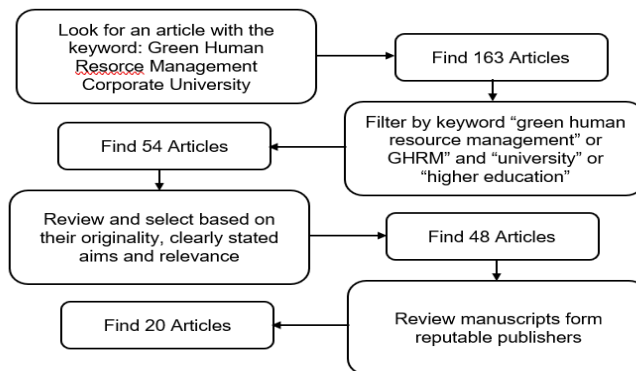 Look for an article with the
keyword: Green Human
Resorce Management
Corporate University
Find 163 Articles
Filter by keyword “green human
resource management” or
GHRM” and “university” or
“higher education”
Find 54 Articles
Review and select based on
their originality, clearly stated
aims and relevance
Find 48 Articles
Review manuscripts form
reputable publishers
Find 20 Articles